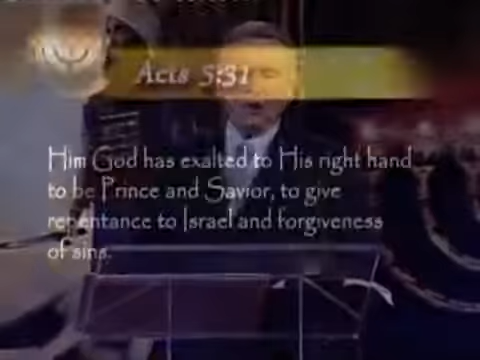 Acts 5:31
Him God has exalted to His right hand
to be Prince and Savior, to give
repentance to Israel and forgiveness
of sins.